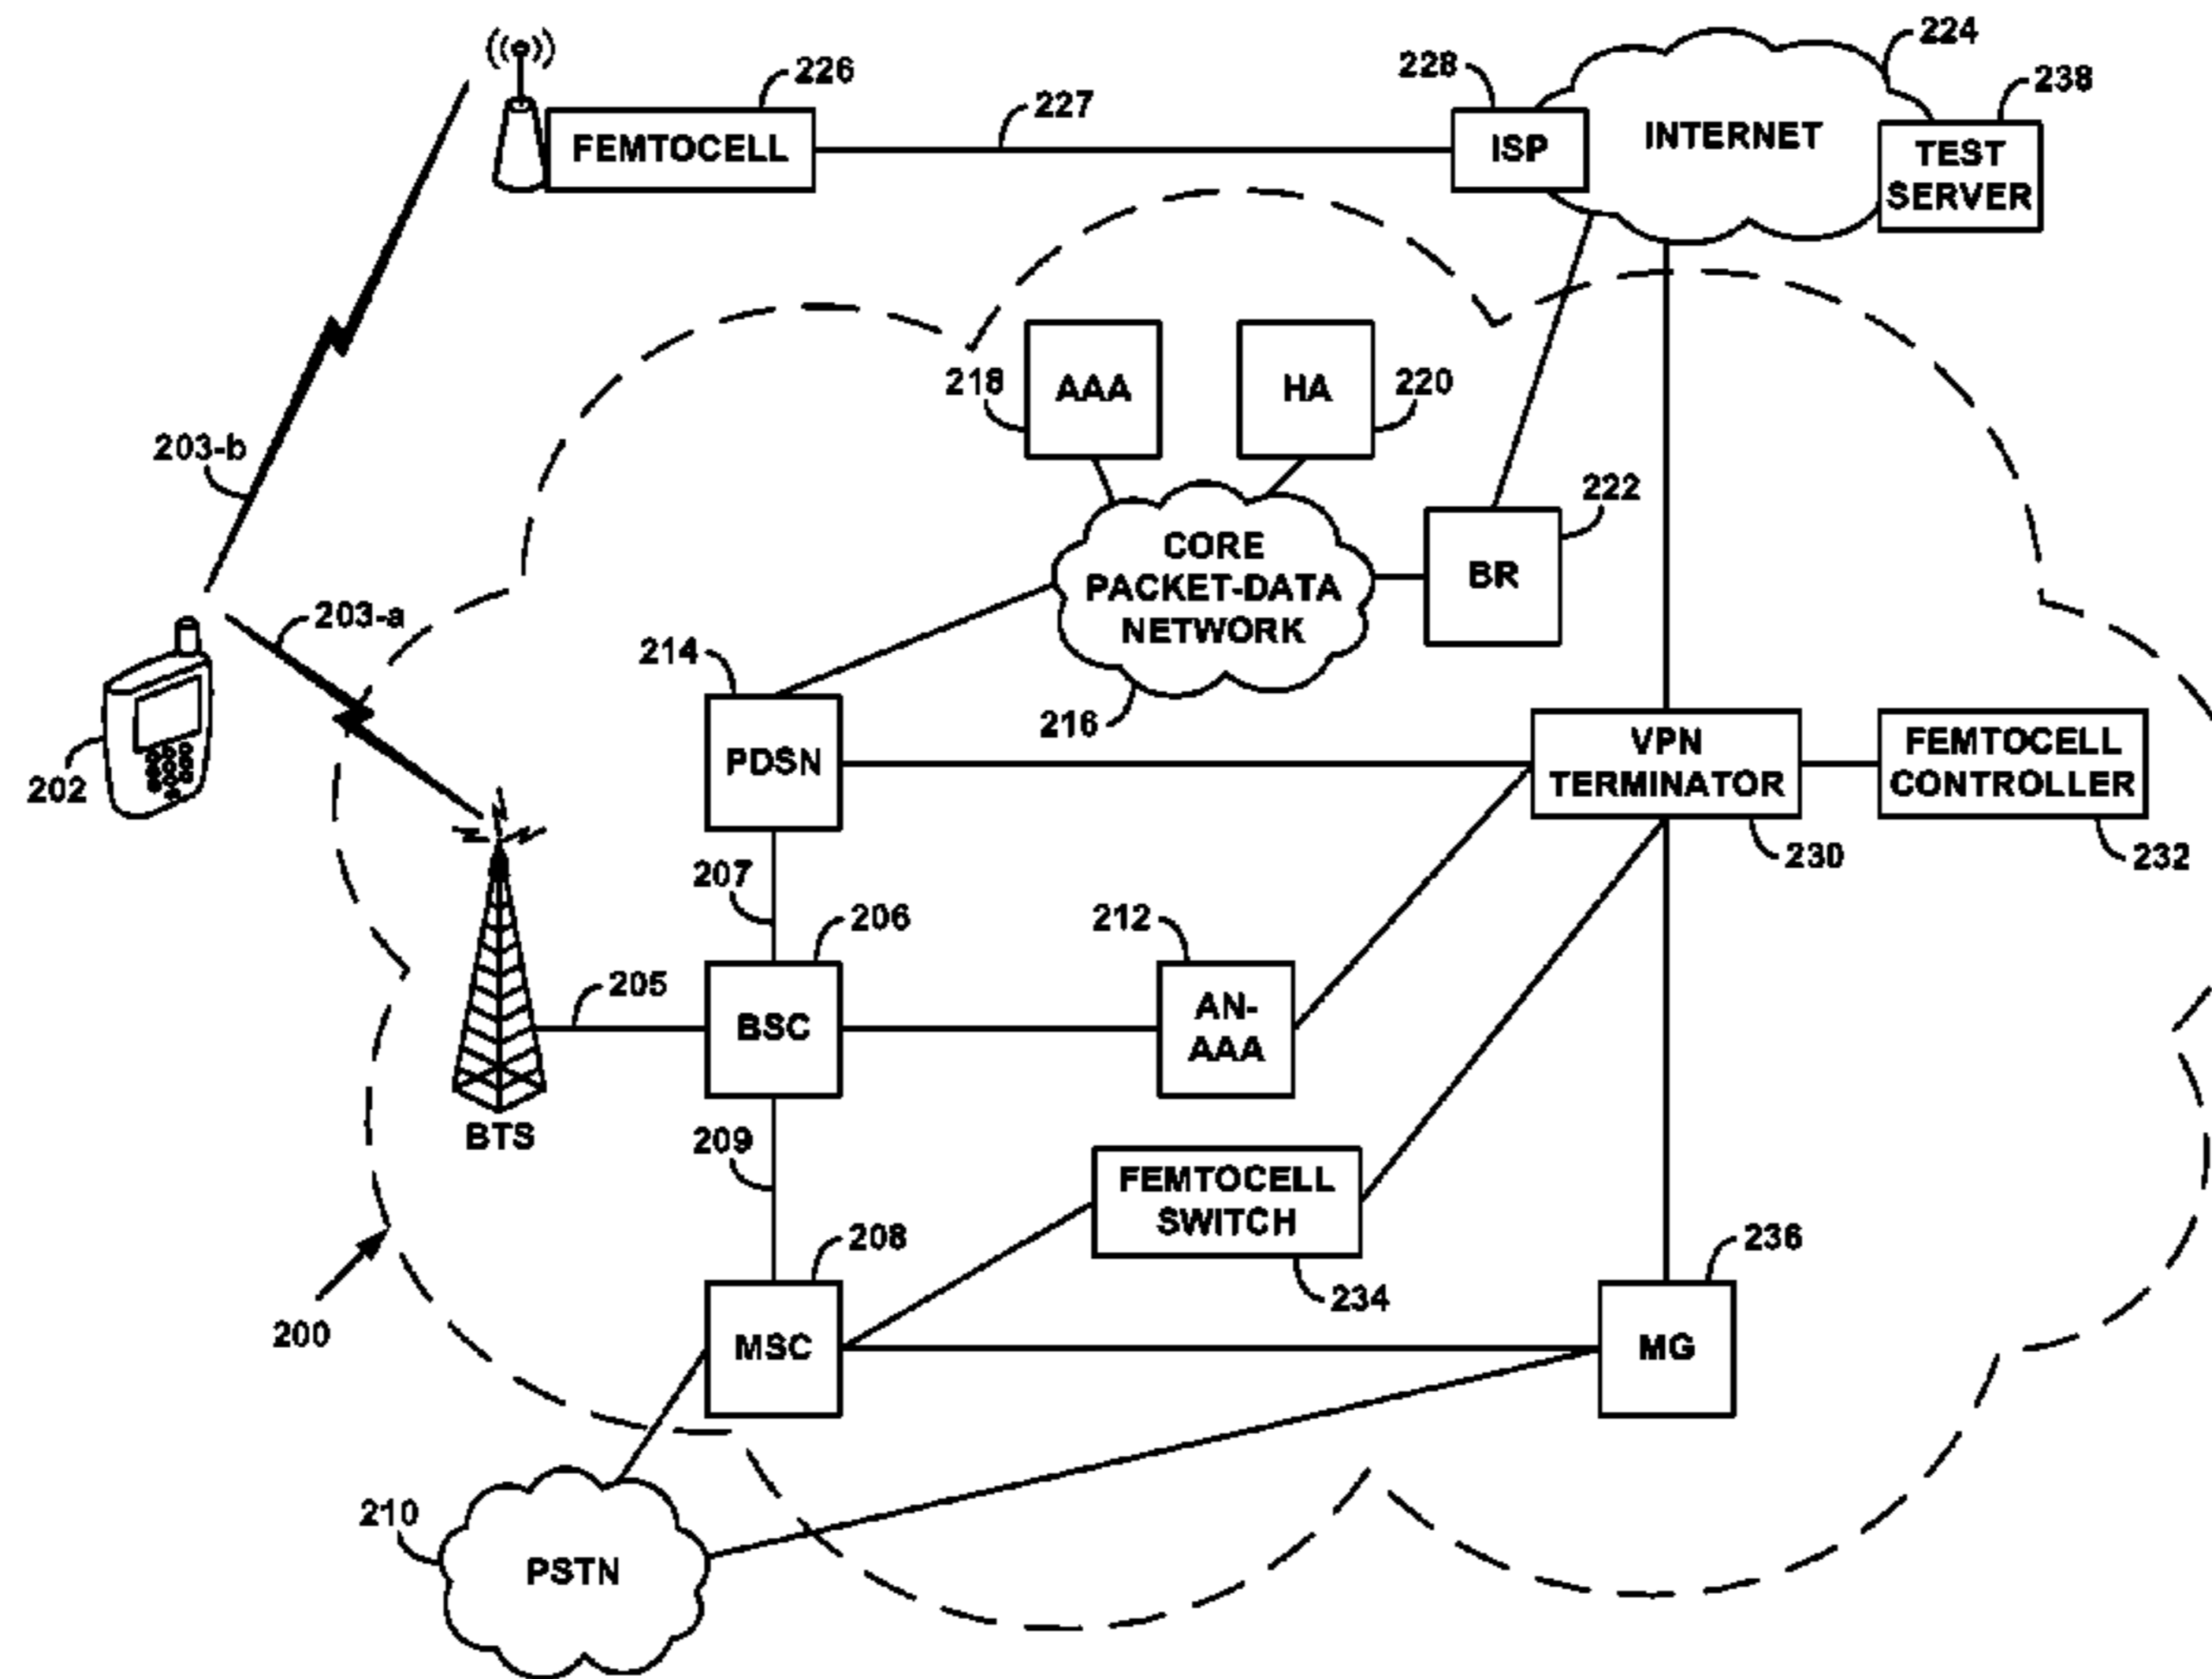 226
227
228
224
238
FEMTOCELL
ISP
INTERNET
TEST
SERVER
203-b
218
AAA
HA
220
222
CORE
PACKET-DATA
NETWORK
BR
203-a
214
216
202
PDSN
VPN
TERMINATOR
FEMTOCELL
CONTROLLER
230
232
207
206
212
205
BSC
AN-
AAA
BTS
209
FEMTOCELL
SWITCH
208
236
234
200
MSC
MG
210
PSTN